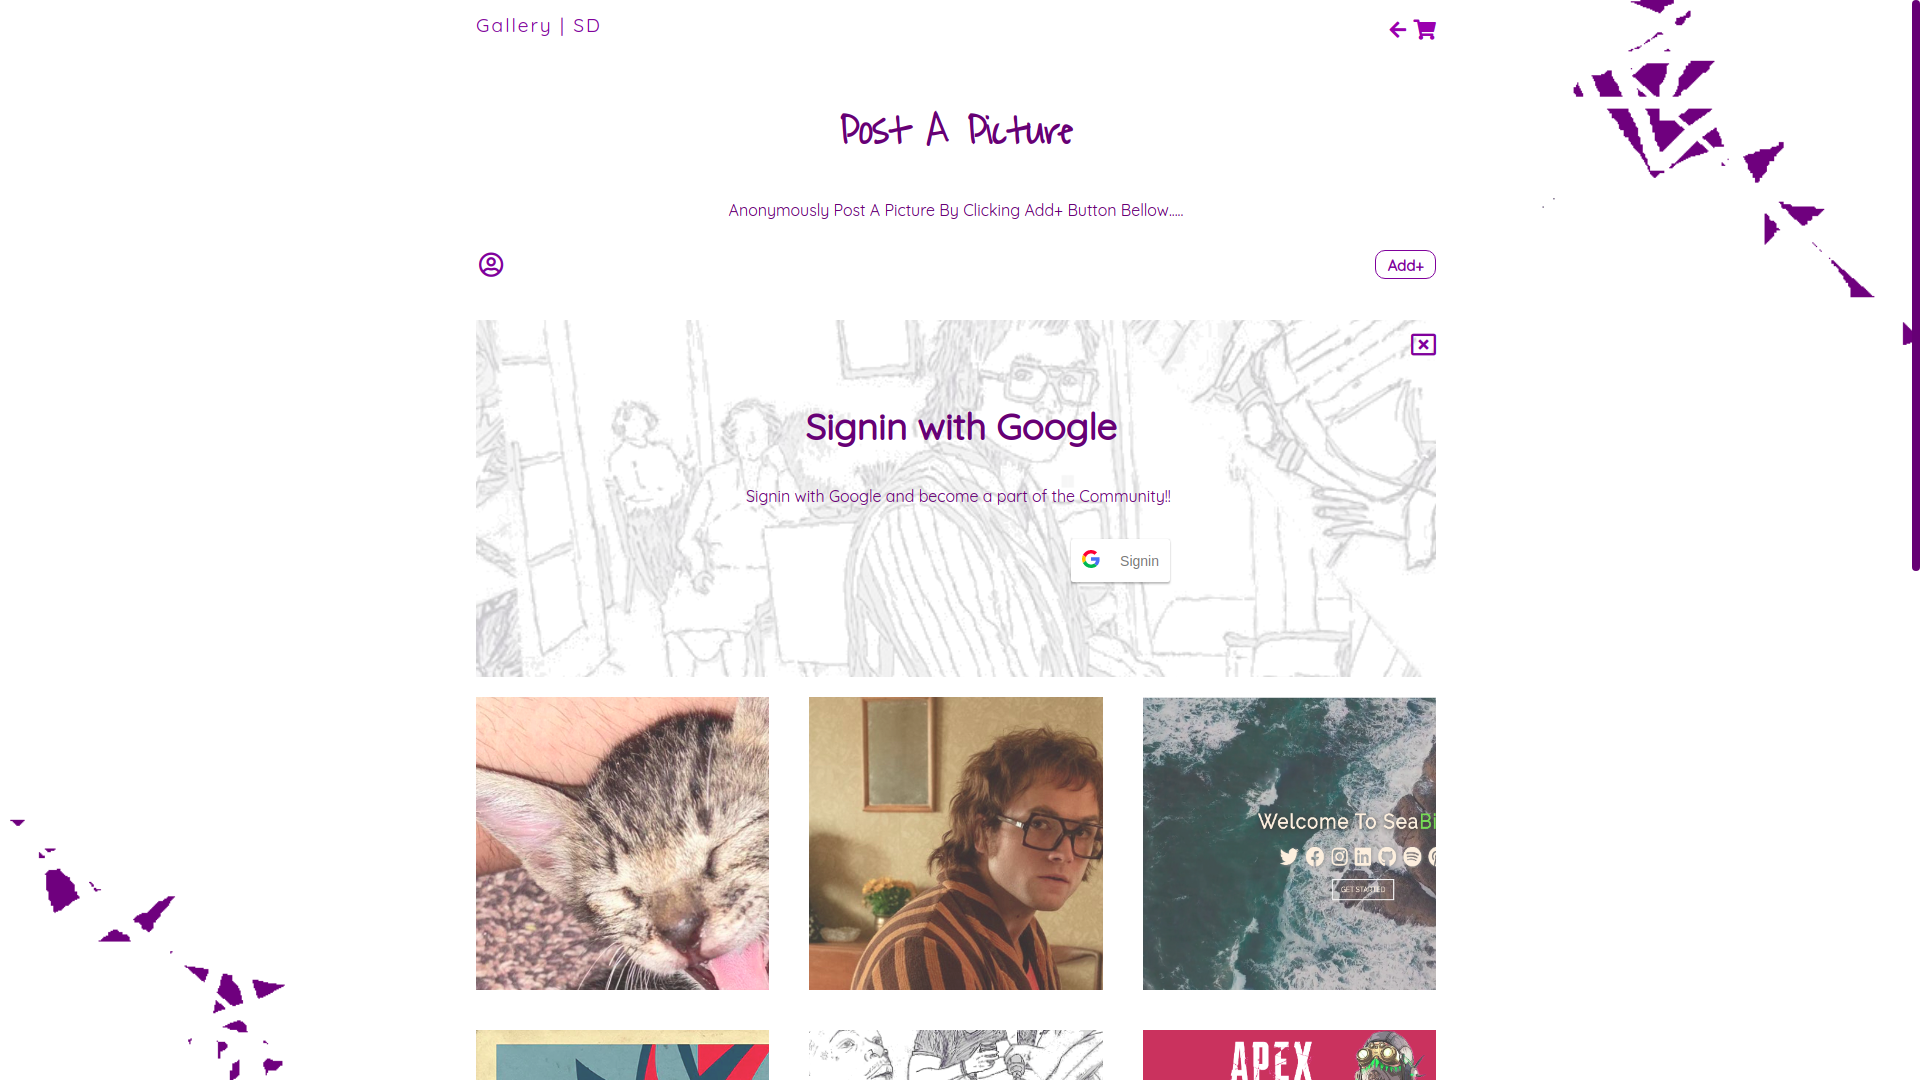 Gallery | SD
Post A Picture
Anonymously Post A Picture By Clicking Add+ Button Bellow.....
Add+
Signin with Google
Signin with Google and become a part of the Community!!
Signin
Welcome To SeaBi
GET STARTED
APEX